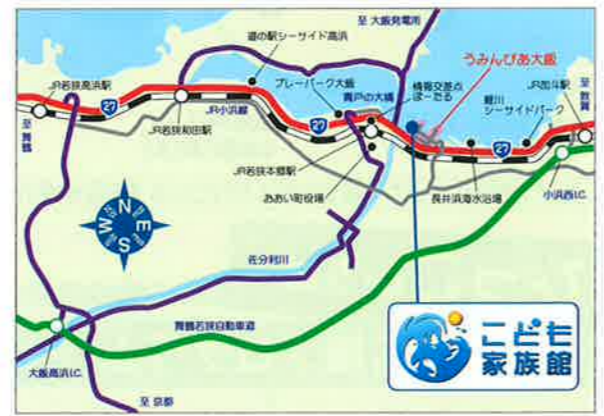 至 大飯発電所
道の駅シーサイド高浜
うみんぴあ大飯
JR若狭高浜駅
プレーパーク大飯
青戸の大橋
情報交差点
ぽーたる
JR加斗駅
至 敦賀
鯉川
シーサイドパーク
27
JR小浜線
27
27
至 舞鶴
JR若狭和田駅
JR若狭本郷駅
おおい町役場
長井浜海水浴場
小浜西I.C.
N
W
E
S
佐分利川
舞鶴若狭自動車道
こども
家族館
大飯高浜I.C.
至 京都